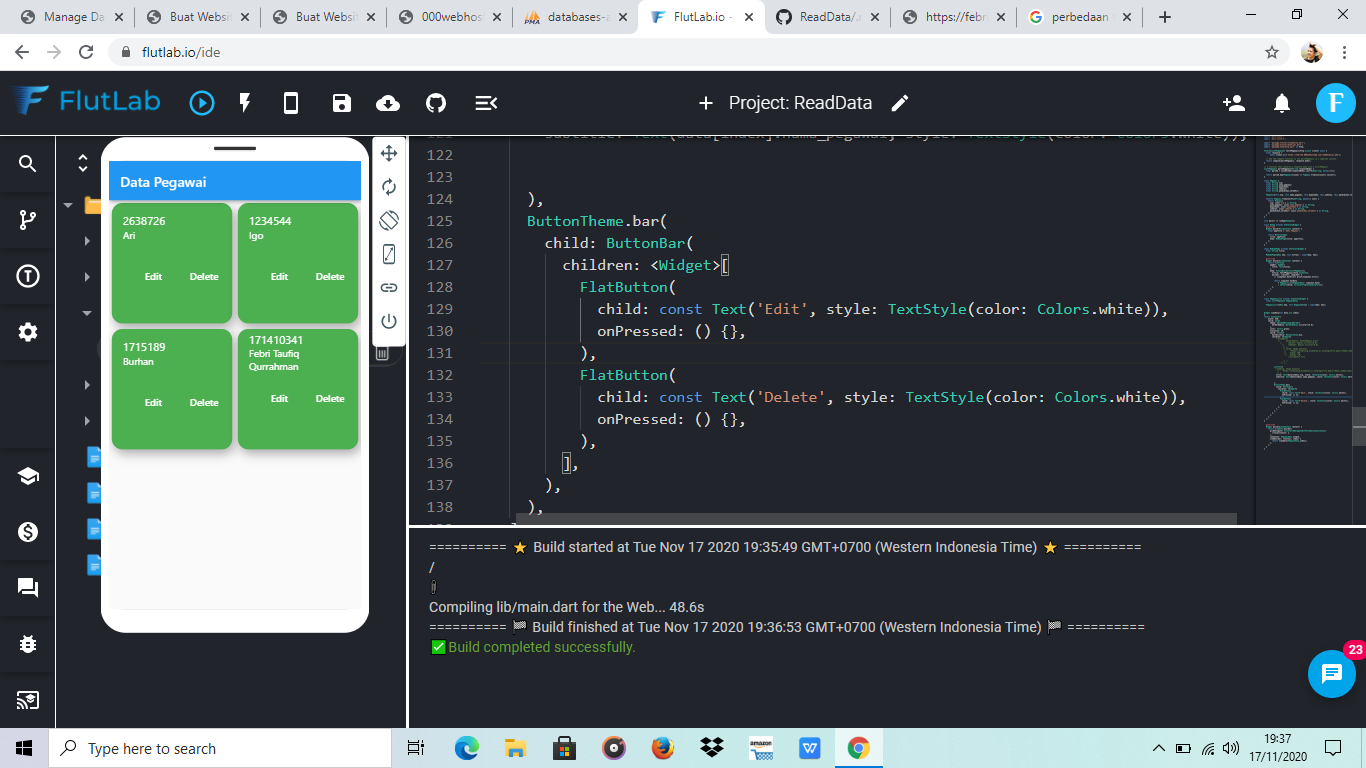 Manage Da
Buat Websi
Buat Websi
000webhos
databases-a
FlutLab.io -
ReadData/.
https://febri
perbedaan
flutlab.io/ide
FlutLab
Project: ReadData
F
Data Pegawai
2638726
Ari
Edit
Delete
1234544
Igo
Edit
Delete
1715189
Burhan
Edit
Delete
171410341
Febri Taufiq
Qurrahman
Edit
Delete
122
123
124 ),
125 ButtonTheme.bar(
126 child: ButtonBar(
127 children: <Widget>[
128 FlatButton(
129 child: const Text('Edit', style: TextStyle(color: Colors.white)),
130 onPressed: () {},
131 ),
132 FlatButton(
133 child: const Text('Delete', style: TextStyle(color: Colors.white)),
134 onPressed: () {},
135 ),
136 ],
137 ),
138 ),
========== ⭐ Build started at Tue Nov 17 2020 19:35:49 GMT+0700 (Western Indonesia Time) ⭐ ==========
/
Compiling lib/main.dart for the Web... 48.6s
========== 🏁 Build finished at Tue Nov 17 2020 19:36:53 GMT+0700 (Western Indonesia Time) 🏁 ==========
✅ Build completed successfully.
23
Type here to search
19:37
17/11/2020